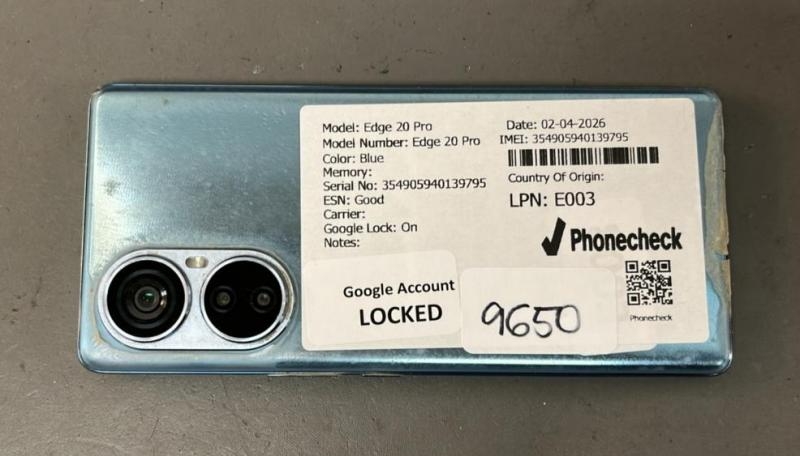 Model: Edge 20 Pro
Model Number: Edge 20 Pro
Color: Blue
Memory:
Serial No: 354905940139795
ESN: Good
Carrier:
Google Lock: On
Notes:
Date: 02-04-2026
IMEI: 354905940139795
Country Of Origin:
LPN: E003
Phonecheck
Phonecheck
Google Account
LOCKED
9650